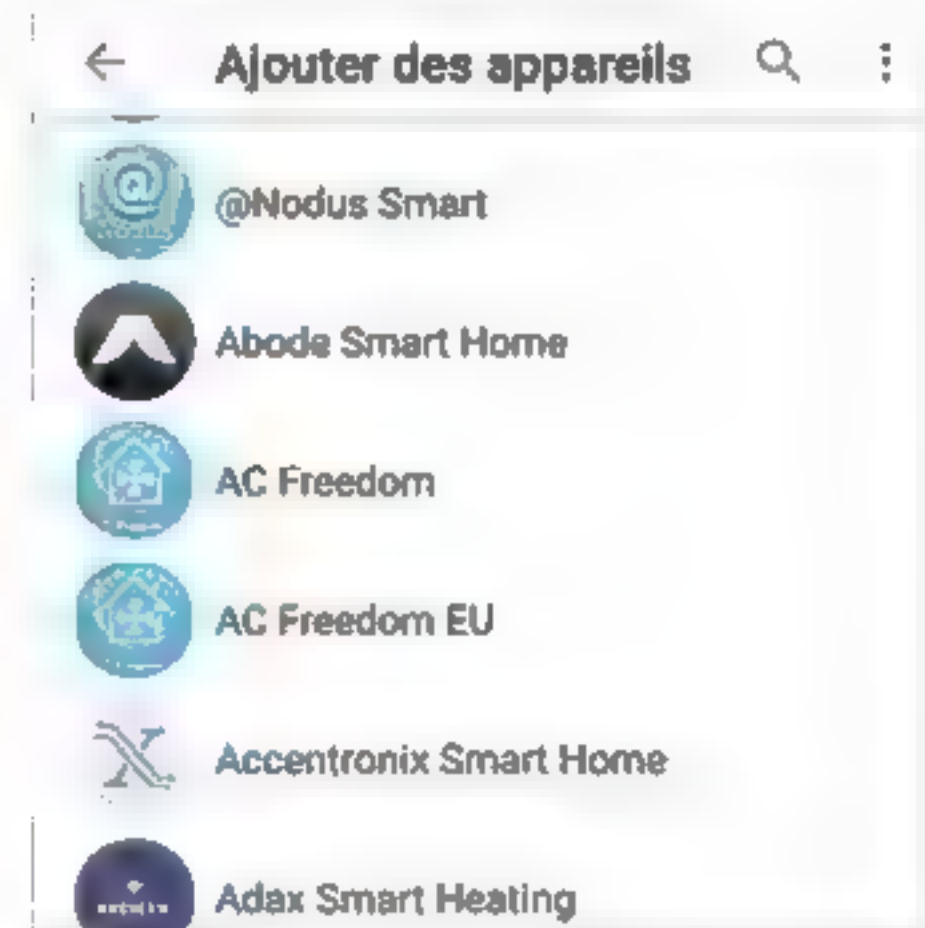 Ajouter des appareils
@Nodus Smart
Abode Smart Home
AC Freedom
AC Freedom EU
Accentronix Smart Home
Adax Smart Heating